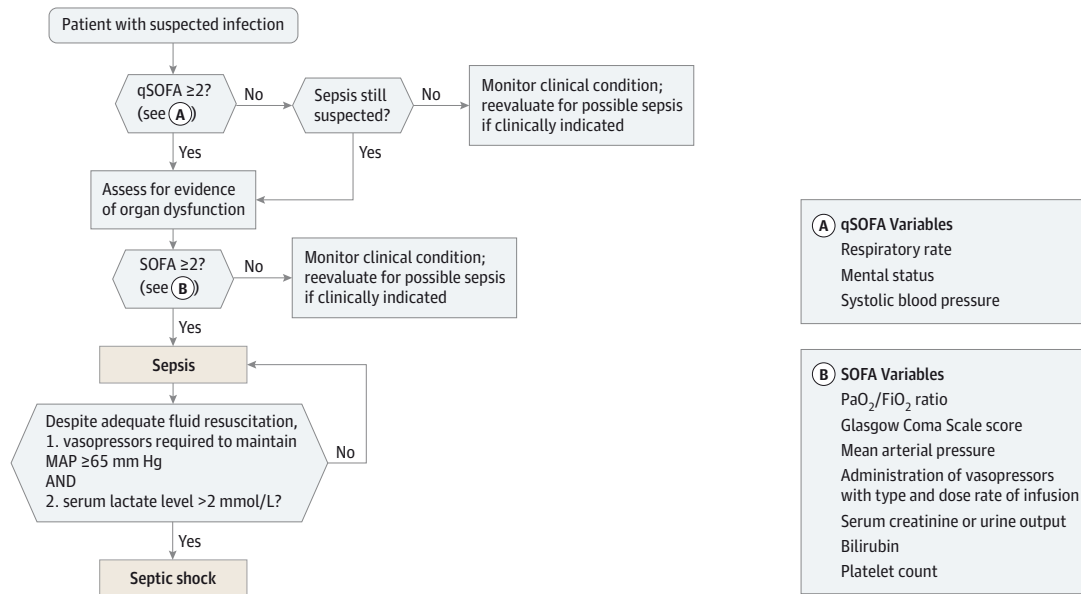 Patient with suspected infection
qSOFA ≥2?
(see A)
No
Sepsis still
suspected?
No
Monitor clinical condition;
reevaluate for possible sepsis
if clinically indicated
Yes
Yes
Assess for evidence
of organ dysfunction
SOFA ≥2?
(see B)
No
Monitor clinical condition;
reevaluate for possible sepsis
if clinically indicated
Yes
Sepsis
Despite adequate fluid resuscitation,
1. vasopressors required to maintain
MAP ≥65 mm Hg
AND
2. serum lactate level >2 mmol/L?
No
Yes
Septic shock
A qSOFA Variables
Respiratory rate
Mental status
Systolic blood pressure
B SOFA Variables
PaO2/FiO2 ratio
Glasgow Coma Scale score
Mean arterial pressure
Administration of vasopressors
with type and dose rate of infusion
Serum creatinine or urine output
Bilirubin
Platelet count